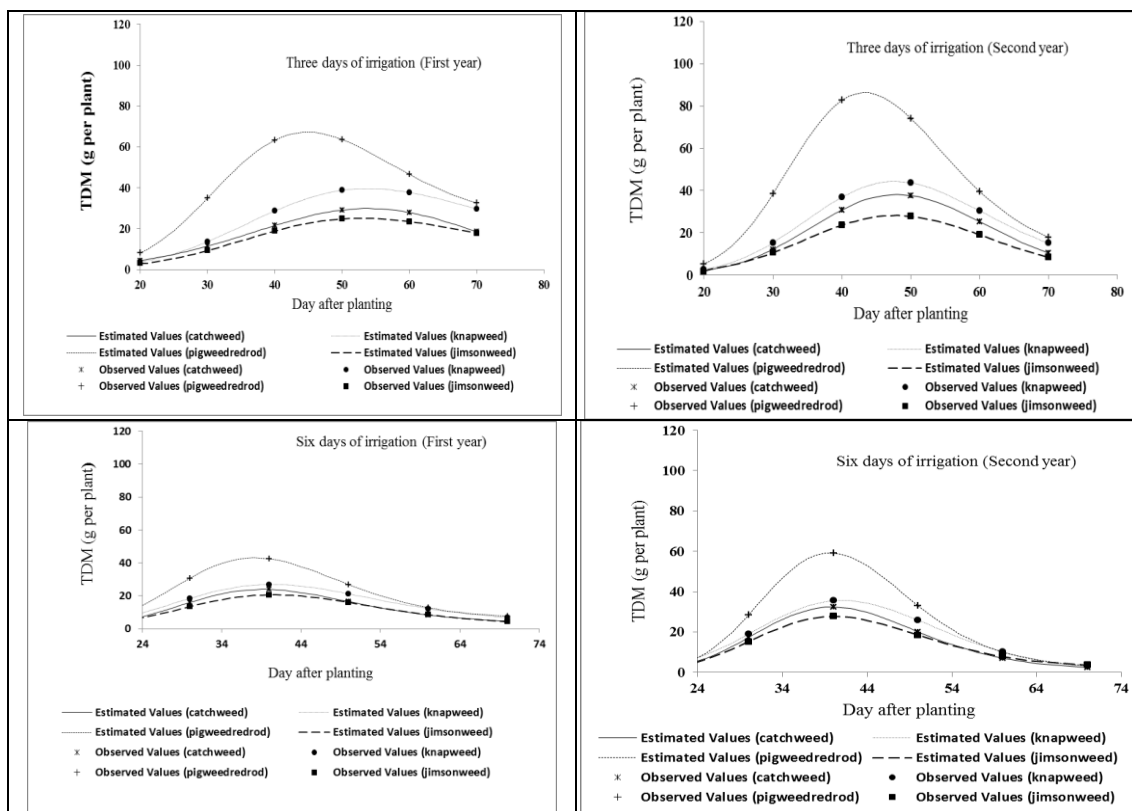 120
100
80
60
40
20
0
TDM (g per plant)
Three days of irrigation (First year)
20 30 40 50 60 70 80
Day after planting
Estimated Values (catchweed) Estimated Values (knapweed)
Estimated Values (pigweedredrod) Estimated Values (jimsonweed)
Observed Values (catchweed) Observed Values (knapweed)
Observed Values (pigweedredrod) Observed Values (jimsonweed)
120
100
80
60
40
20
0
TDM (g per plant)
Three days of irrigation (Second year)
20 30 40 50 60 70 80
Day after planting
Estimated Values (catchweed) Estimated Values (knapweed)
Estimated Values (pigweedredrod) Estimated Values (jimsonweed)
Observed Values (catchweed) Observed Values (knapweed)
Observed Values (pigweedredrod) Observed Values (jimsonweed)
120
100
80
60
40
20
0
TDM (g per plant)
Six days of irrigation (First year)
24 34 44 54 64 74
Day after planting
Estimated Values (catchweed) Estimated Values (knapweed)
Estimated Values (pigweedredrod) Estimated Values (jimsonweed)
Observed Values (catchweed) Observed Values (knapweed)
Observed Values (pigweedredrod) Observed Values (jimsonweed)
120
100
80
60
40
20
0
TDM (g per plant)
Six days of irrigation (Second year)
24 34 44 54 64 74
Day after planting
Estimated Values (catchweed) Estimated Values (knapweed)
Estimated Values (pigweedredrod) Estimated Values (jimsonweed)
Observed Values (catchweed) Observed Values (knapweed)
Observed Values (pigweedredrod) Observed Values (jimsonweed)